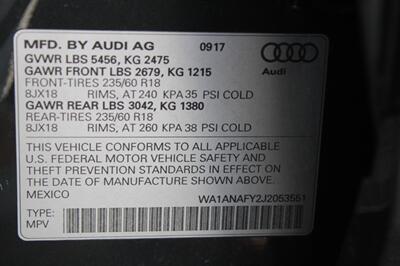 MFD. BY AUDI AG 09 17
GVWR LBS 5456, KG 2475
GAWR FRONT LBS 2679, KG 1215
Audi
FRONT-TIRES 235/60 R18
8JX18 RIMS, AT 240 KPA 35 PSI COLD
GAWR REAR LBS 3042, KG 1380
REAR-TIRES 235/60 R18
8JX18 RIMS, AT 260 KPA 38 PSI COLD
THIS VEHICLE CONFORMS TO ALL APPLICABLE
U.S. FEDERAL MOTOR VEHICLE SAFETY AND
THEFT PREVENTION STANDARDS IN EFFECT ON
THE DATE OF MANUFACTURE SHOWN ABOVE.
MEXICO WA1ANAFY2J2053551
TYPE:
MPV